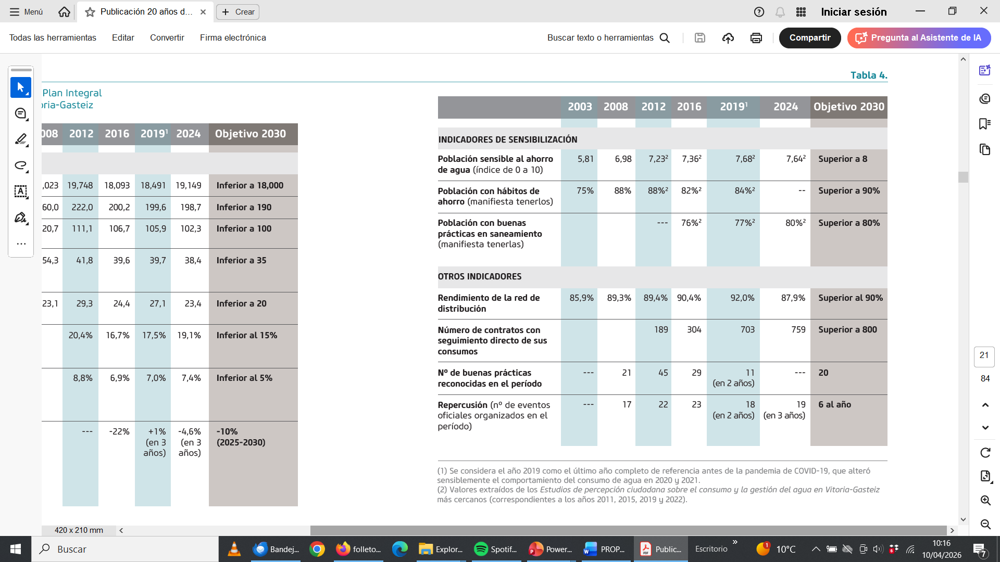 Menú
Publicación 20 años d...
Crear
Iniciar sesión
Todas las herramientas Editar Convertir Firma electrónica
Buscar texto o herramientas
Compartir
Pregunta al Asistente de IA
Tabla 4.
Plan Integral
oria-Gasteiz
08 2012 2016 2019¹ 2024 Objetivo 2030
,023 19,748 18,093 18,491 19,149 Inferior a 18,000
60,0 222,0 200,2 199,6 198,7 Inferior a 190
20,7 111,1 106,7 105,9 102,3 Inferior a 100
54,3 41,8 39,6 39,7 38,4 Inferior a 35
23,1 29,3 24,4 27,1 23,4 Inferior a 20
20,4% 16,7% 17,5% 19,1% Inferior al 15%
8,8% 6,9% 7,0% 7,4% Inferior al 5%
--- -22% +1% -4,6% -10%
(en 3 (en 3 (2025-2030)
años) años)
2003 2008 2012 2016 2019¹ 2024 Objetivo 2030
INDICADORES DE SENSIBILIZACIÓN
Población sensible al ahorro 5,81 6,98 7,23² 7,36² 7,68² 7,64² Superior a 8
de agua (índice de 0 a 10)
Población con hábitos de 75% 88% 88%² 82%² 84%² -- Superior a 90%
ahorro (manifiesta tenerlos)
Población con buenas --- 76%² 77%² 80%² Superior a 80%
prácticas en saneamiento
(manifiesta tenerlas)
OTROS INDICADORES
Rendimiento de la red de 85,9% 89,3% 89,4% 90,4% 92,0% 87,9% Superior al 90%
distribución
Número de contratos con 189 304 703 759 Superior a 800
seguimiento directo de sus
consumos
Nº de buenas prácticas --- 21 45 29 11 --- 20
reconocidas en el período (en 2 años)
Repercusión (nº de eventos --- 17 22 23 18 19 6 al año
oficiales organizados en el (en 2 años) (en 3 años)
período)
(1) Se considera el año 2019 como el último año completo de referencia antes de la pandemia de COVID-19, que alteró
sensiblemente el comportamiento del consumo de agua en 2020 y 2021.
(2) Valores extraídos de los Estudios de percepción ciudadana sobre el consumo y la gestión del agua en Vitoria-Gasteiz
más cercanos (correspondientes a los años 2011, 2015, 2019 y 2022).
21
84
420 x 210 mm
Buscar
Bandej...
folleto...
Explor...
Spotif...
Power...
PROP...
Public...
Escritorio
»
1
10°C
6
10:16
10/04/2026
7